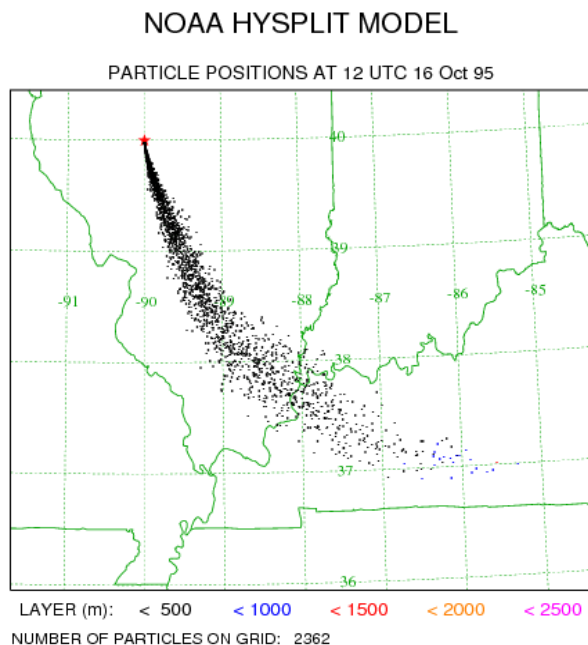 NOAA HYSPLIT MODEL
PARTICLE POSITIONS AT 12 UTC 16 Oct 95
40
39
-91 -90 -89 -88 -87 -86 -85
38
37
36
LAYER (m): < 500 < 1000 < 1500 < 2000 < 2500
NUMBER OF PARTICLES ON GRID: 2362